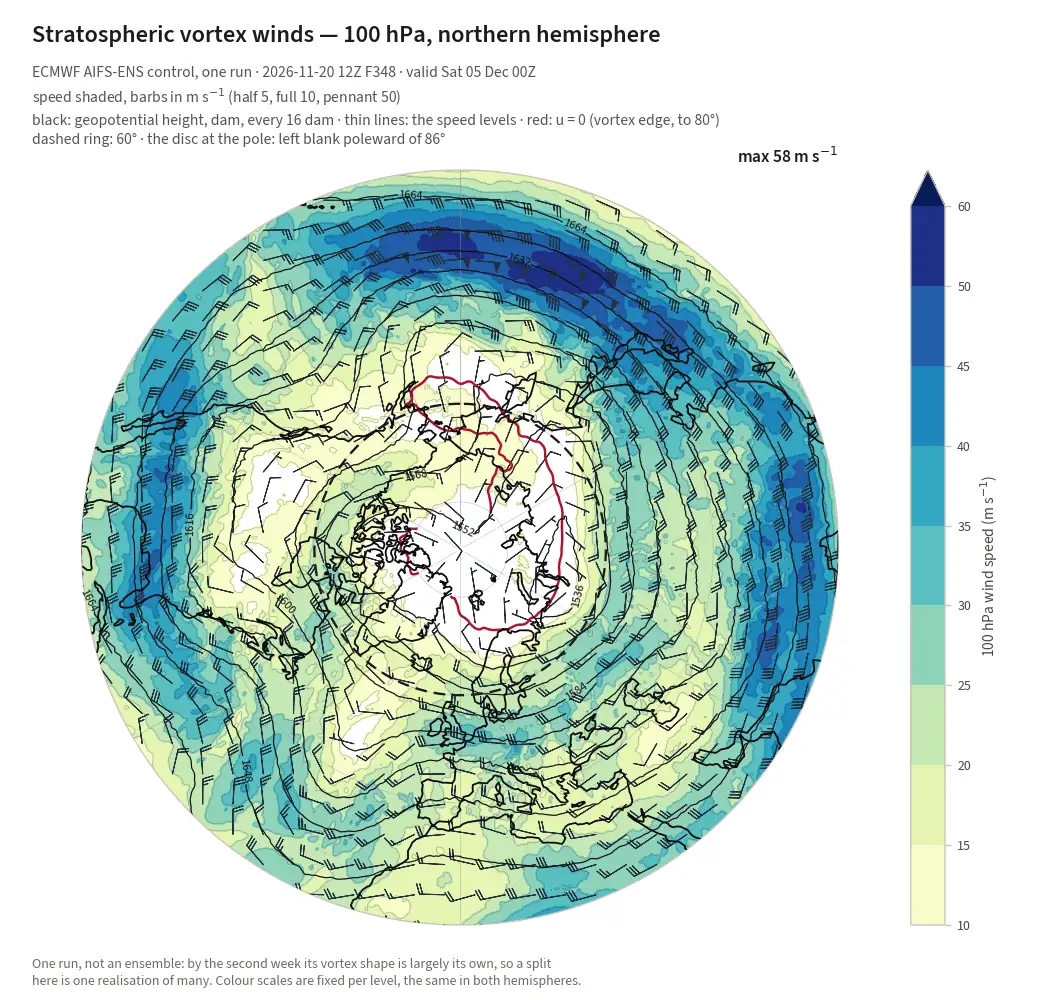 Stratospheric vortex winds — 100 hPa, northern hemisphere
ECMWF AIFS-ENS control, one run · 2026-11-20 12Z F348 · valid Sat 05 Dec 00Z
speed shaded, barbs in m s⁻¹ (half 5, full 10, pennant 50)
black: geopotential height, dam, every 16 dam · thin lines: the speed levels · red: u = 0 (vortex edge, to 80°)
dashed ring: 60° · the disc at the pole: left blank poleward of 86°
max 58 m s⁻¹
1664
1664
1632
1568
1552
1616
1600
1664
1536
1584
1648
60
50
45
40
35
30
25
20
15
10
100 hPa wind speed (m s⁻¹)
One run, not an ensemble: by the second week its vortex shape is largely its own, so a split
here is one realisation of many. Colour scales are fixed per level, the same in both hemispheres.